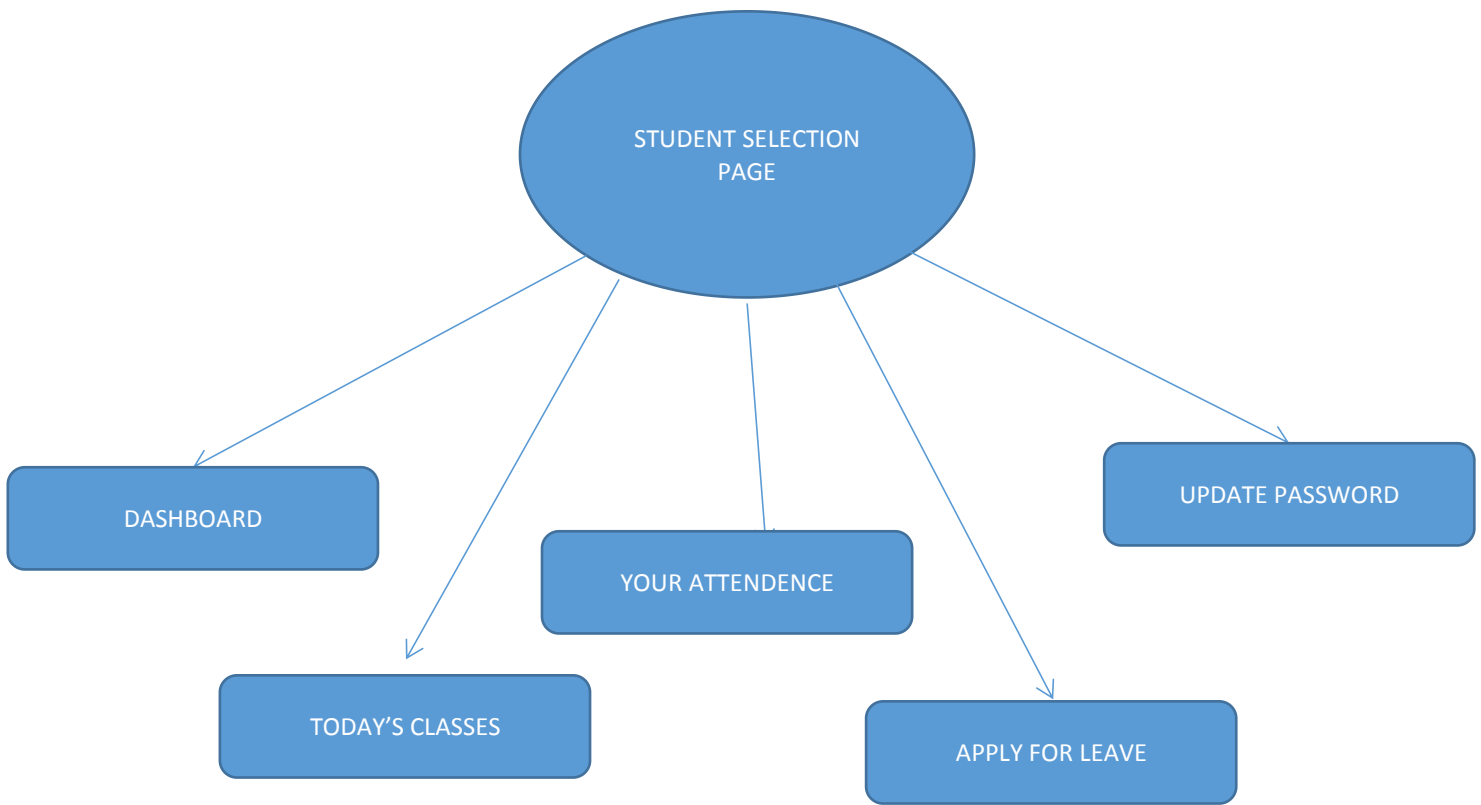 STUDENT SELECTION
PAGE
DASHBOARD
UPDATE PASSWORD
YOUR ATTENDENCE
TODAY’S CLASSES
APPLY FOR LEAVE